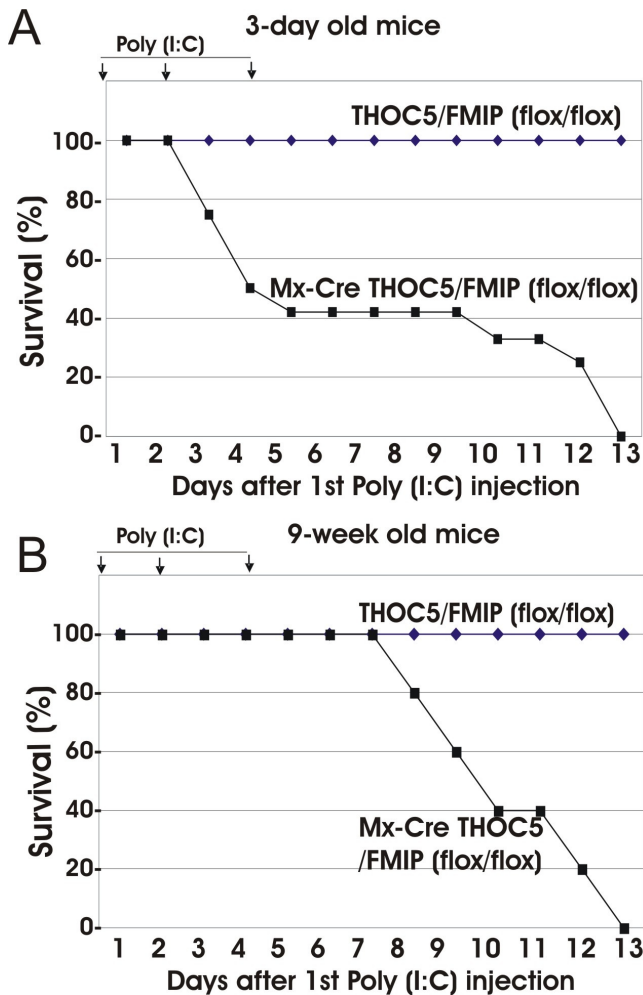 A
3-day old mice
Poly (I:C)
THOC5/FMIP (flox/flox)
100-
80-
60-
Mx-Cre THOC5/FMIP (flox/flox)
40-
20-
0-
Survival (%)
1 2 3 4 5 6 7 8 9 10 11 12 13
Days after 1st Poly (I:C) injection
B
9-week old mice
Poly (I:C)
THOC5/FMIP (flox/flox)
100-
80-
60-
40-
Mx-Cre THOC5
/FMIP (flox/flox)
20-
0-
Survival (%)
1 2 3 4 5 6 7 8 9 10 11 12 13
Days after 1st Poly (I:C) injection